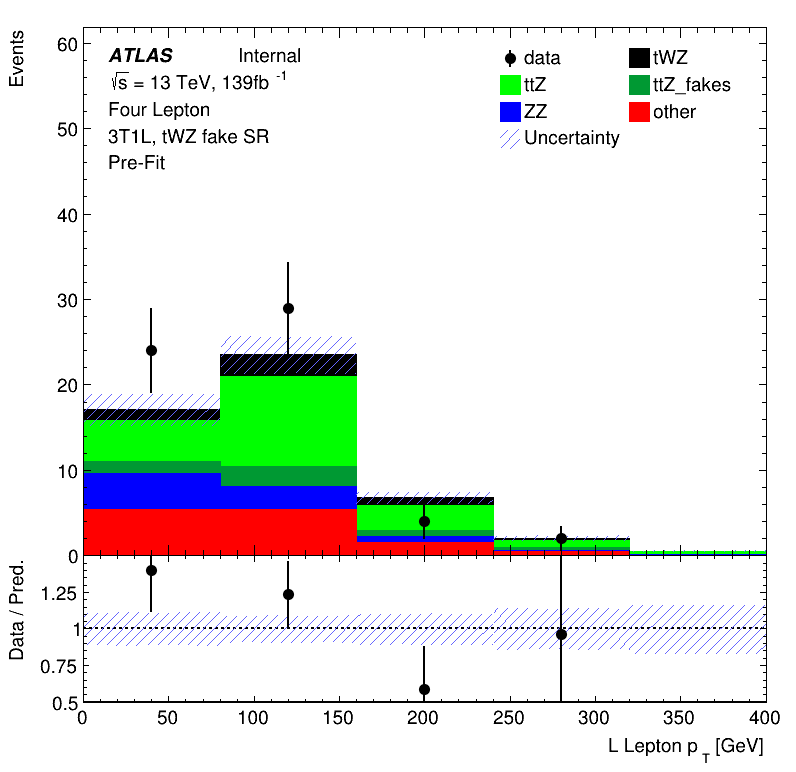 Events
60
50
40
30
20
10
0
ATLAS Internal
√s = 13 TeV, 139fb -1
Four Lepton
3T1L, tWZ fake SR
Pre-Fit
data tWZ
ttZ ttZ_fakes
ZZ other
Uncertainty
Data / Pred.
1.25
1
0.75
0.5
0 50 100 150 200 250 300 350 400
L Lepton p T [GeV]